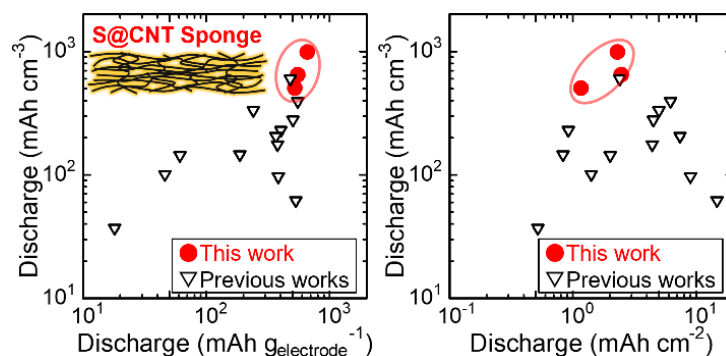 S@CNT Sponge
10³
10²
10¹
Discharge (mAh cm⁻³)
This work
Previous works
10¹ 10² 10³
Discharge (mAh g_electrode⁻¹)
10³
10²
10¹
Discharge (mAh cm⁻³)
This work
Previous works
10⁻¹ 10⁰ 10¹
Discharge (mAh cm⁻²)